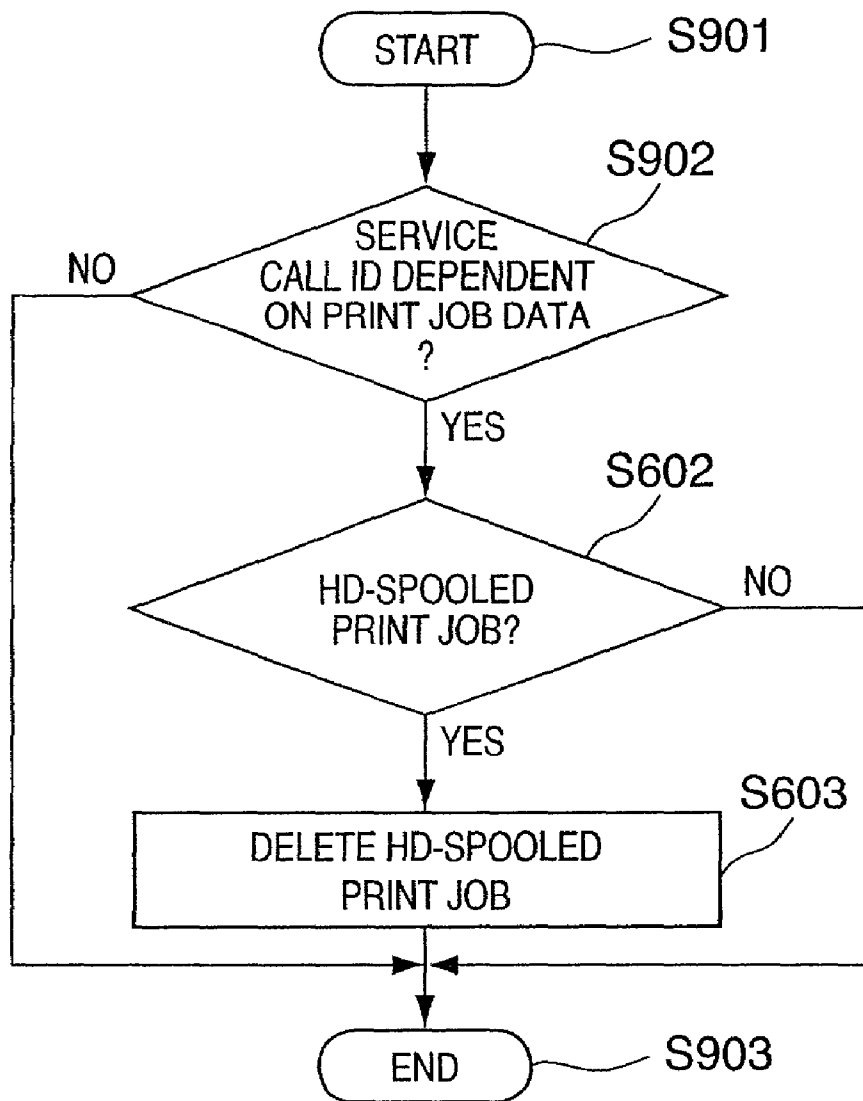 START
S901
S902
SERVICE
CALL ID DEPENDENT
ON PRINT JOB DATA
?
NO
YES
S602
HD-SPOOLED
PRINT JOB?
NO
YES
S603
DELETE HD-SPOOLED
PRINT JOB
END
S903